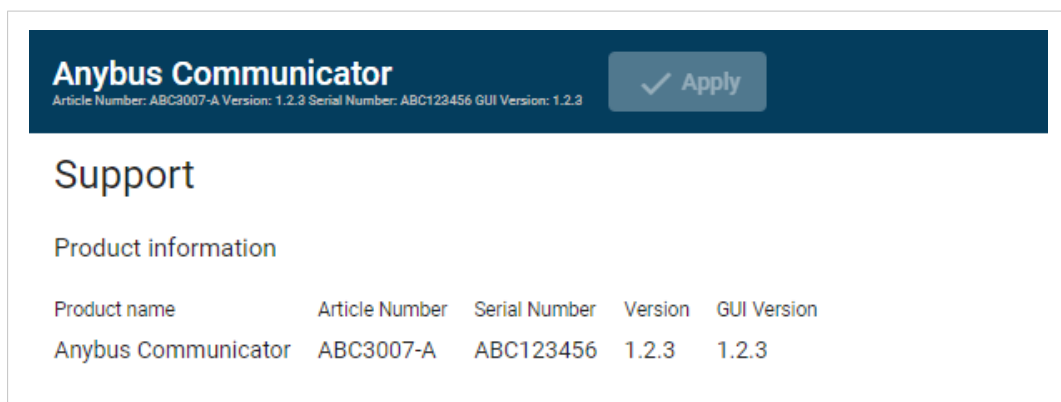 Anybus Communicator
Article Number: ABC3007-A Version: 1.2.3 Serial Number: ABC123456 GUI Version: 1.2.3
Apply
Support
Product information
Product name Article Number Serial Number Version GUI Version
Anybus Communicator ABC3007-A ABC123456 1.2.3 1.2.3